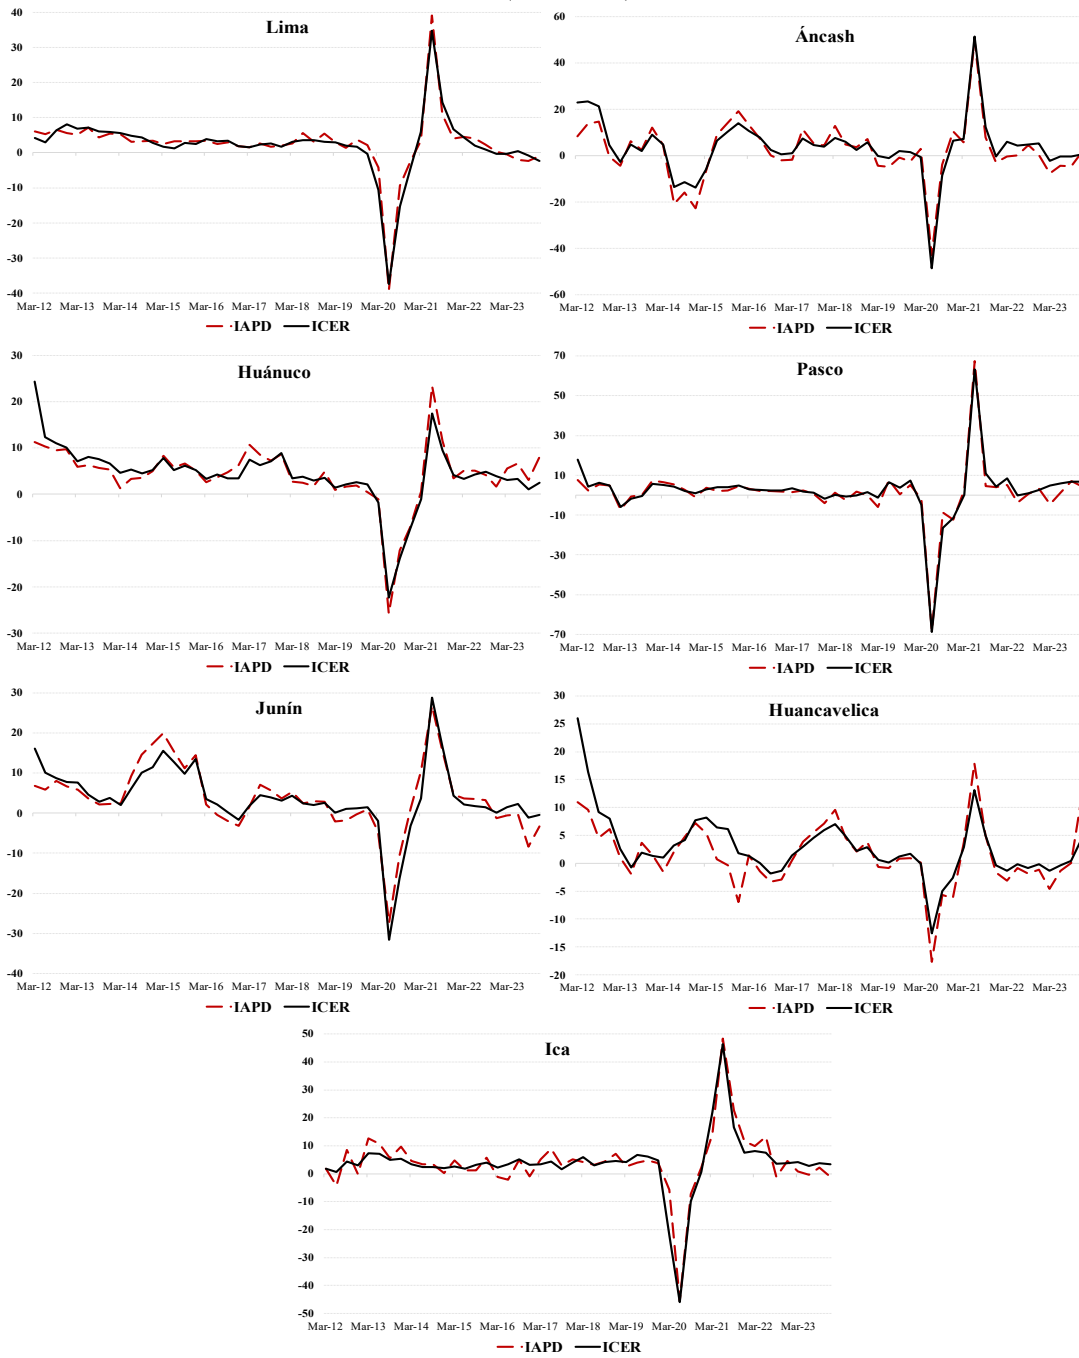 Lima
40
30
20
10
0
-10
-20
-30
-40
Mar-12 Mar-13 Mar-14 Mar-15 Mar-16 Mar-17 Mar-18 Mar-19 Mar-20 Mar-21 Mar-22 Mar-23
IAPD ICER
Áncash
60
40
20
0
-20
-40
-60
Mar-12 Mar-13 Mar-14 Mar-15 Mar-16 Mar-17 Mar-18 Mar-19 Mar-20 Mar-21 Mar-22 Mar-23
IAPD ICER
Huánuco
30
20
10
0
-10
-20
-30
Mar-12 Mar-13 Mar-14 Mar-15 Mar-16 Mar-17 Mar-18 Mar-19 Mar-20 Mar-21 Mar-22 Mar-23
IAPD ICER
Pasco
70
50
30
10
-10
-30
-50
-70
Mar-12 Mar-13 Mar-14 Mar-15 Mar-16 Mar-17 Mar-18 Mar-19 Mar-20 Mar-21 Mar-22 Mar-23
IAPD ICER
Junín
30
20
10
0
-10
-20
-30
-40
Mar-12 Mar-13 Mar-14 Mar-15 Mar-16 Mar-17 Mar-18 Mar-19 Mar-20 Mar-21 Mar-22 Mar-23
IAPD ICER
Huancavelica
30
25
20
15
10
5
0
-5
-10
-15
-20
Mar-12 Mar-13 Mar-14 Mar-15 Mar-16 Mar-17 Mar-18 Mar-19 Mar-20 Mar-21 Mar-22 Mar-23
IAPD ICER
Ica
50
40
30
20
10
0
-10
-20
-30
-40
-50
Mar-12 Mar-13 Mar-14 Mar-15 Mar-16 Mar-17 Mar-18 Mar-19 Mar-20 Mar-21 Mar-22 Mar-23
IAPD ICER